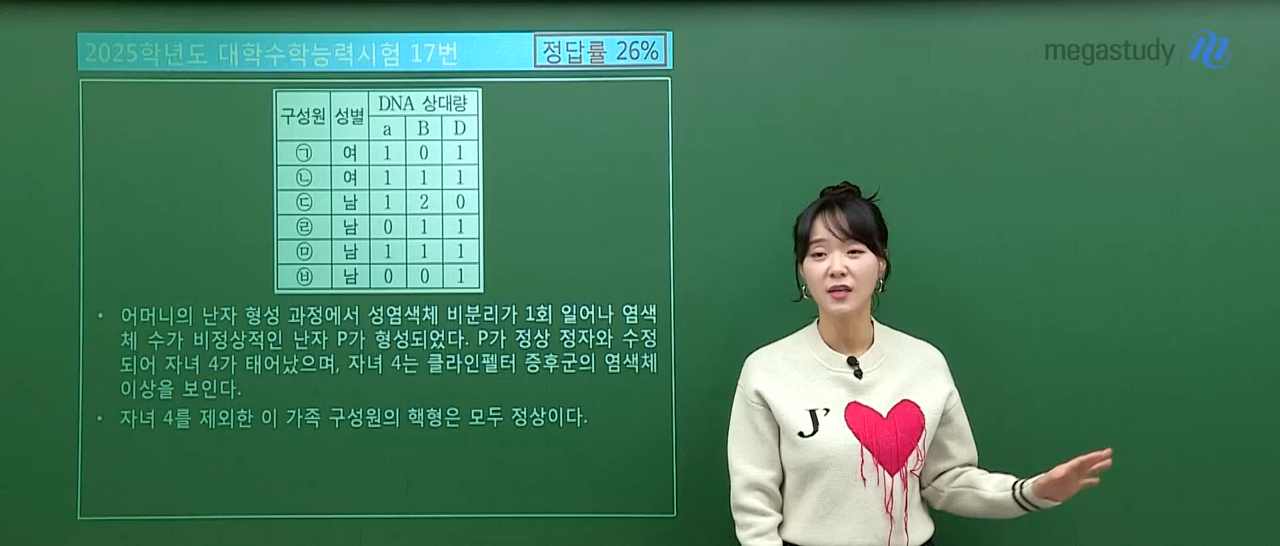 2025학년도 대학수학능력시험 17번 정답률 26%
megastudy
구성원 성별 DNA 상대량
a B D
㉠ 여 1 0 1
㉡ 여 1 1 1
㉢ 남 1 2 0
㉣ 남 0 1 1
㉤ 남 1 1 1
㉥ 남 0 0 1
• 어머니의 난자 형성 과정에서 성염색체 비분리가 1회 일어나 염색
체 수가 비정상적인 난자 P가 형성되었다. P가 정상 정자와 수정
되어 자녀 4가 태어났으며, 자녀 4는 클라인펠터 증후군의 염색체
이상을 보인다.
• 자녀 4를 제외한 이 가족 구성원의 핵형은 모두 정상이다.
J'